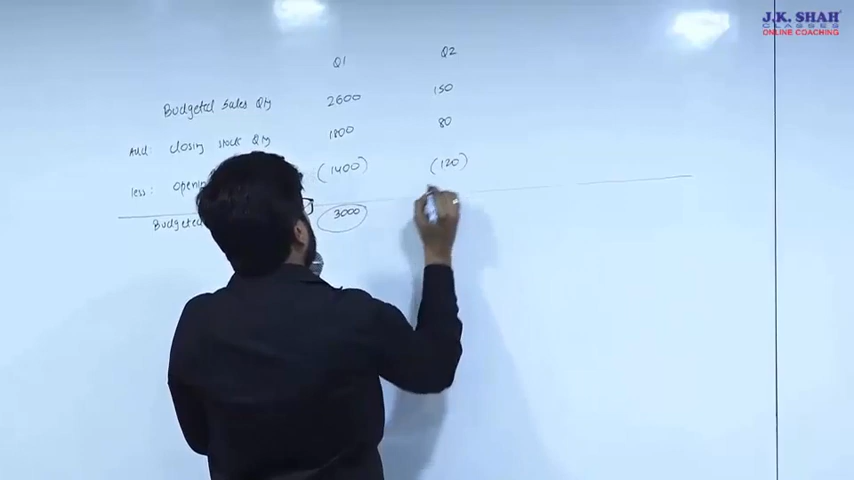 J.K. SHAH
CLASSES
ONLINE COACHING
Q1 Q2
Budgeted Sales Qty 2600 150
Add: closing stock Qty 1800 80
less: (1400) (120)
Budgeted 3000